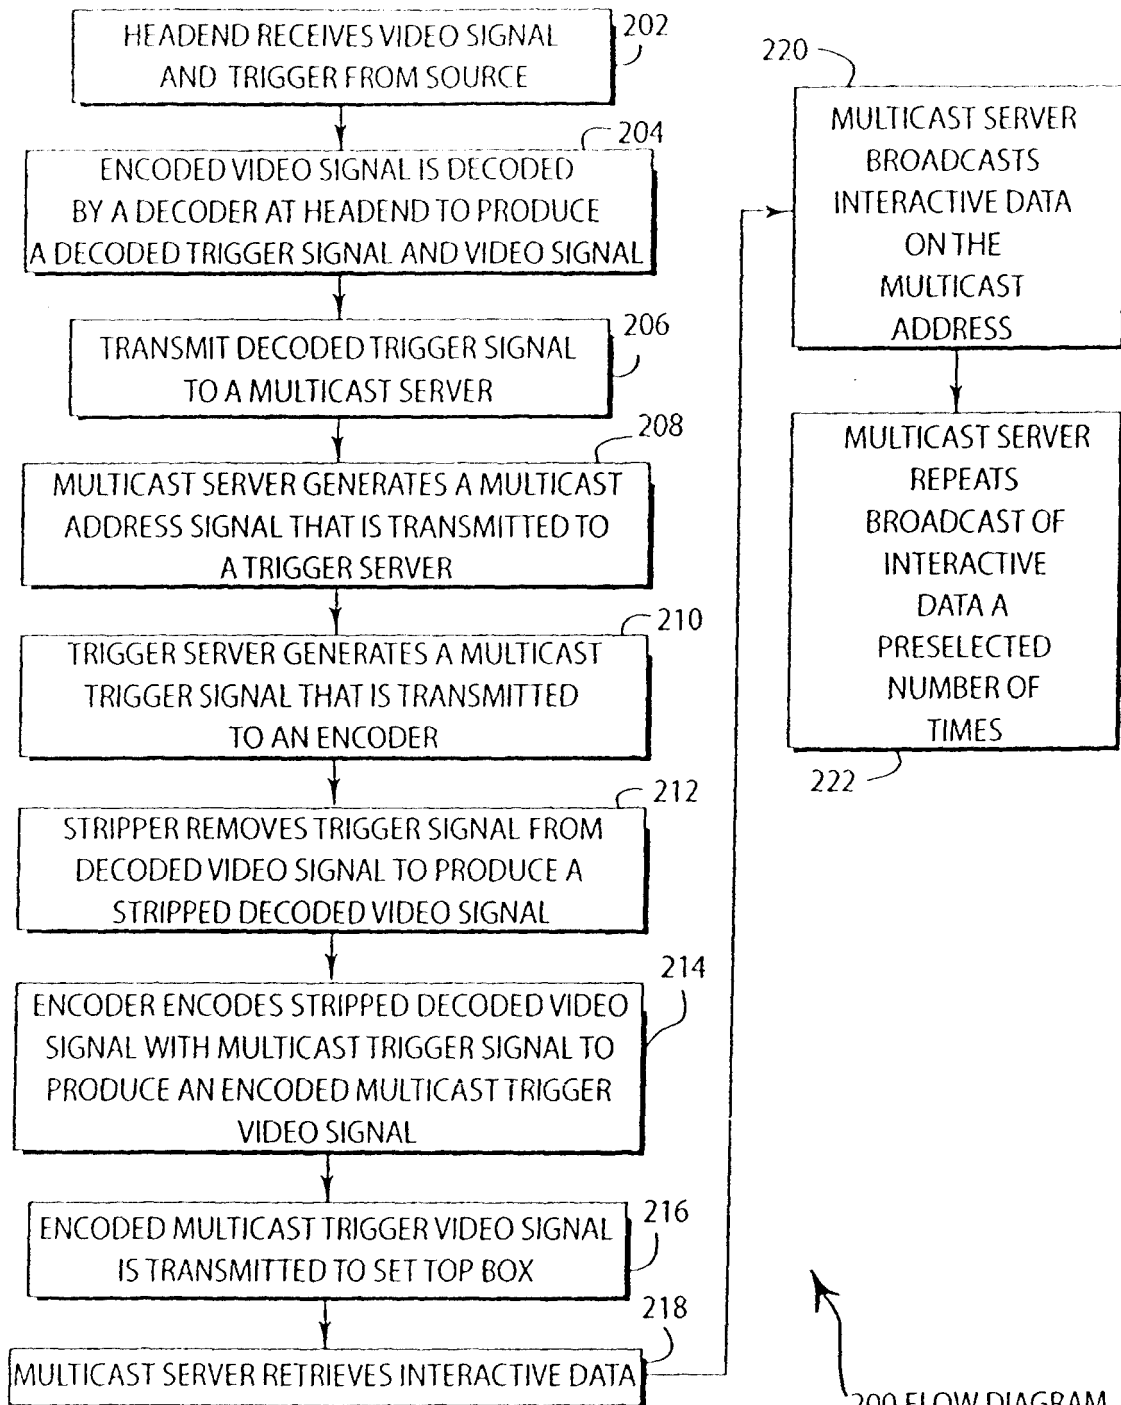 HEADEND RECEIVES VIDEO SIGNAL
AND TRIGGER FROM SOURCE
202
204
ENCODED VIDEO SIGNAL IS DECODED
BY A DECODER AT HEADEND TO PRODUCE
A DECODED TRIGGER SIGNAL AND VIDEO SIGNAL
206
TRANSMIT DECODED TRIGGER SIGNAL
TO A MULTICAST SERVER
208
MULTICAST SERVER GENERATES A MULTICAST
ADDRESS SIGNAL THAT IS TRANSMITTED TO
A TRIGGER SERVER
210
TRIGGER SERVER GENERATES A MULTICAST
TRIGGER SIGNAL THAT IS TRANSMITTED
TO AN ENCODER
212
STRIPPER REMOVES TRIGGER SIGNAL FROM
DECODED VIDEO SIGNAL TO PRODUCE A
STRIPPED DECODED VIDEO SIGNAL
214
ENCODER ENCODES STRIPPED DECODED VIDEO
SIGNAL WITH MULTICAST TRIGGER SIGNAL TO
PRODUCE AN ENCODED MULTICAST TRIGGER
VIDEO SIGNAL
216
ENCODED MULTICAST TRIGGER VIDEO SIGNAL
IS TRANSMITTED TO SET TOP BOX
218
MULTICAST SERVER RETRIEVES INTERACTIVE DATA
220
MULTICAST SERVER
BROADCASTS
INTERACTIVE DATA
ON THE
MULTICAST
ADDRESS
MULTICAST SERVER
REPEATS
BROADCAST OF
INTERACTIVE
DATA A
PRESELECTED
NUMBER OF
TIMES
222
200 FLOW DIAGRAM